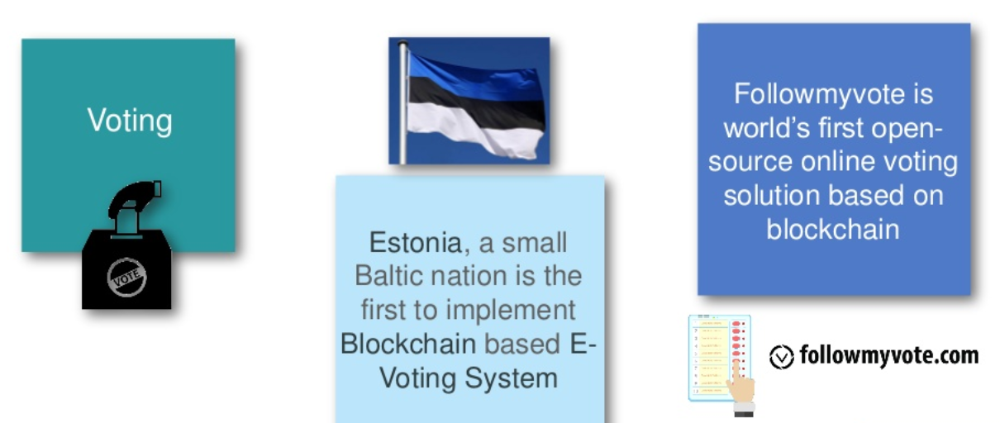 Voting
VOTE
Estonia, a small
Baltic nation is the
first to implement
Blockchain based E-
Voting System
Followmyvote is
world's first open-
source online voting
solution based on
blockchain
followmyvote.com